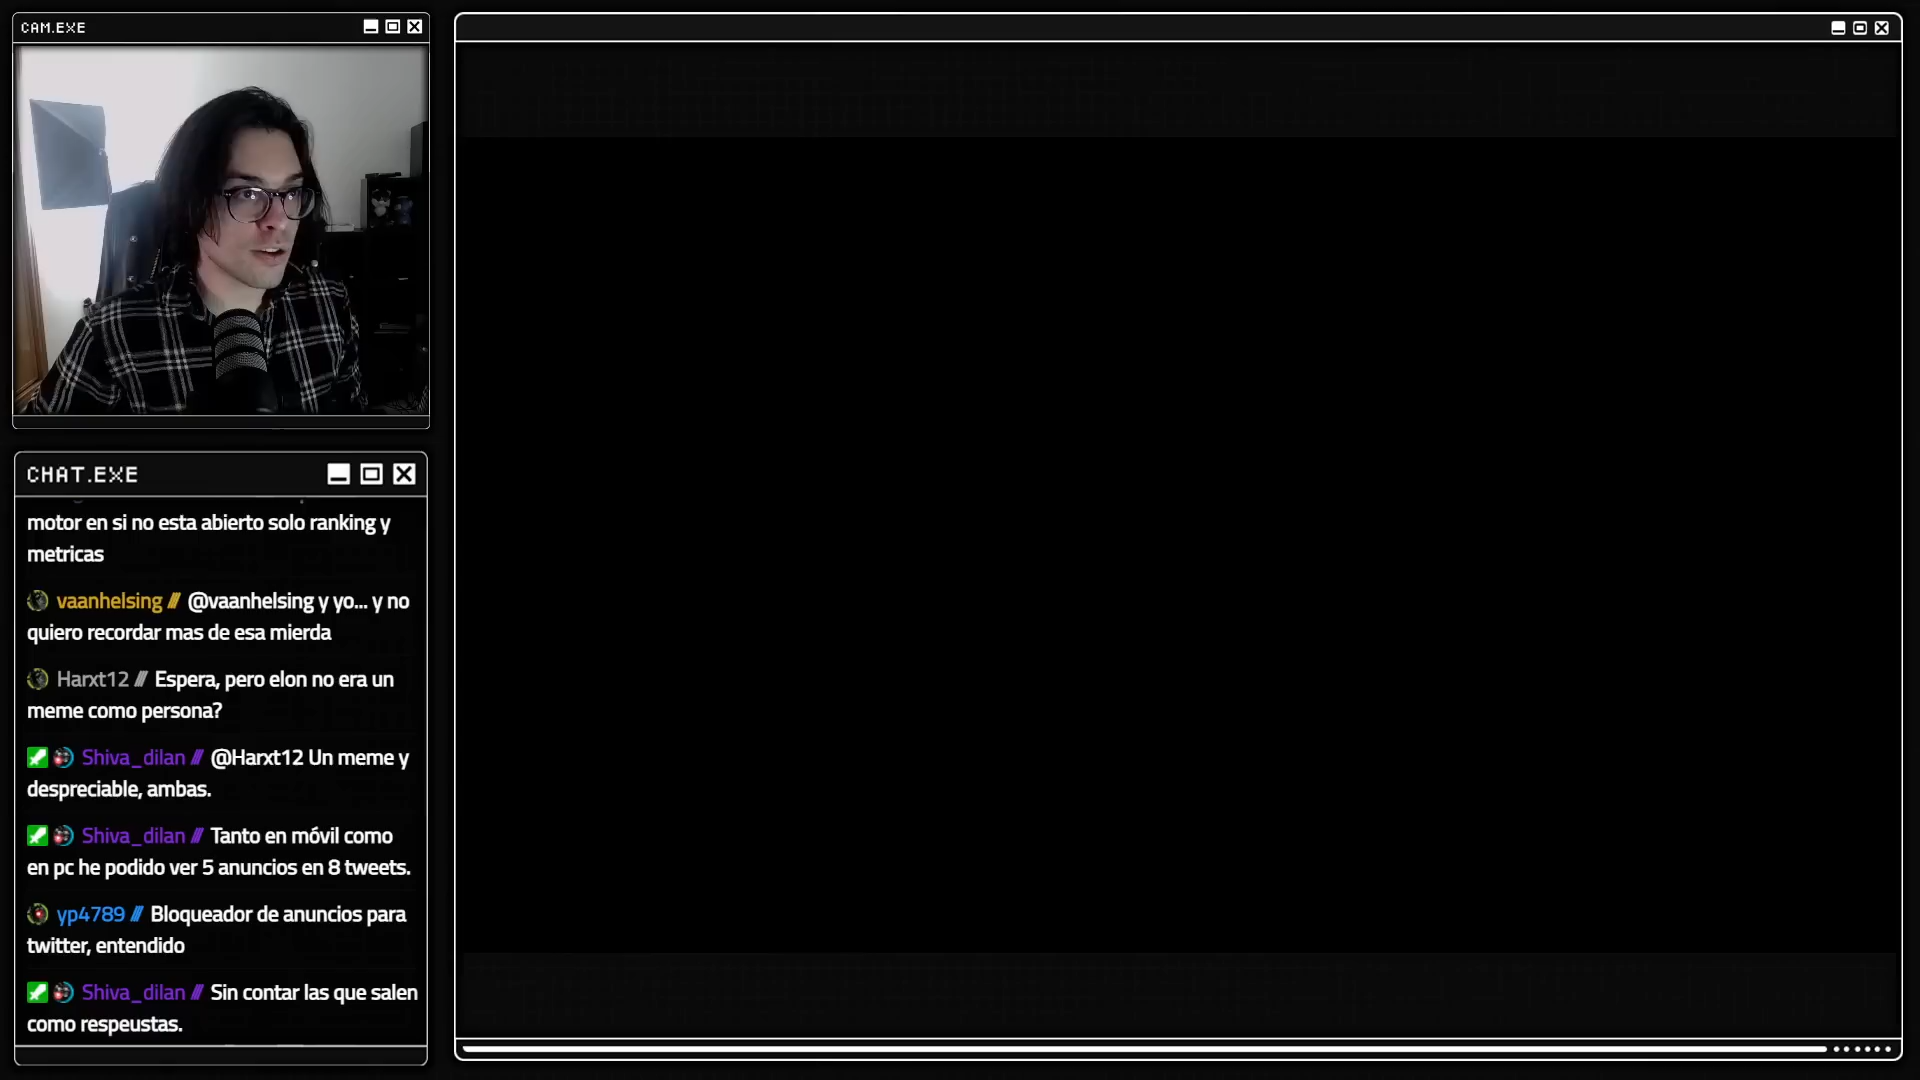 CAM.EXE
CHAT.EXE
motor en si no esta abierto solo ranking y
metricas
vaanhelsing // @vaanhelsing y yo... y no
quiero recordar mas de esa mierda
Harxt12 // Espera, pero elon no era un
meme como persona?
Shiva_dilan // @Harxt12 Un meme y
despreciable, ambas.
Shiva_dilan // Tanto en móvil como
en pc he podido ver 5 anuncios en 8 tweets.
yp4789 // Bloqueador de anuncios para
twitter, entendido
Shiva_dilan // Sin contar las que salen
como respeustas.